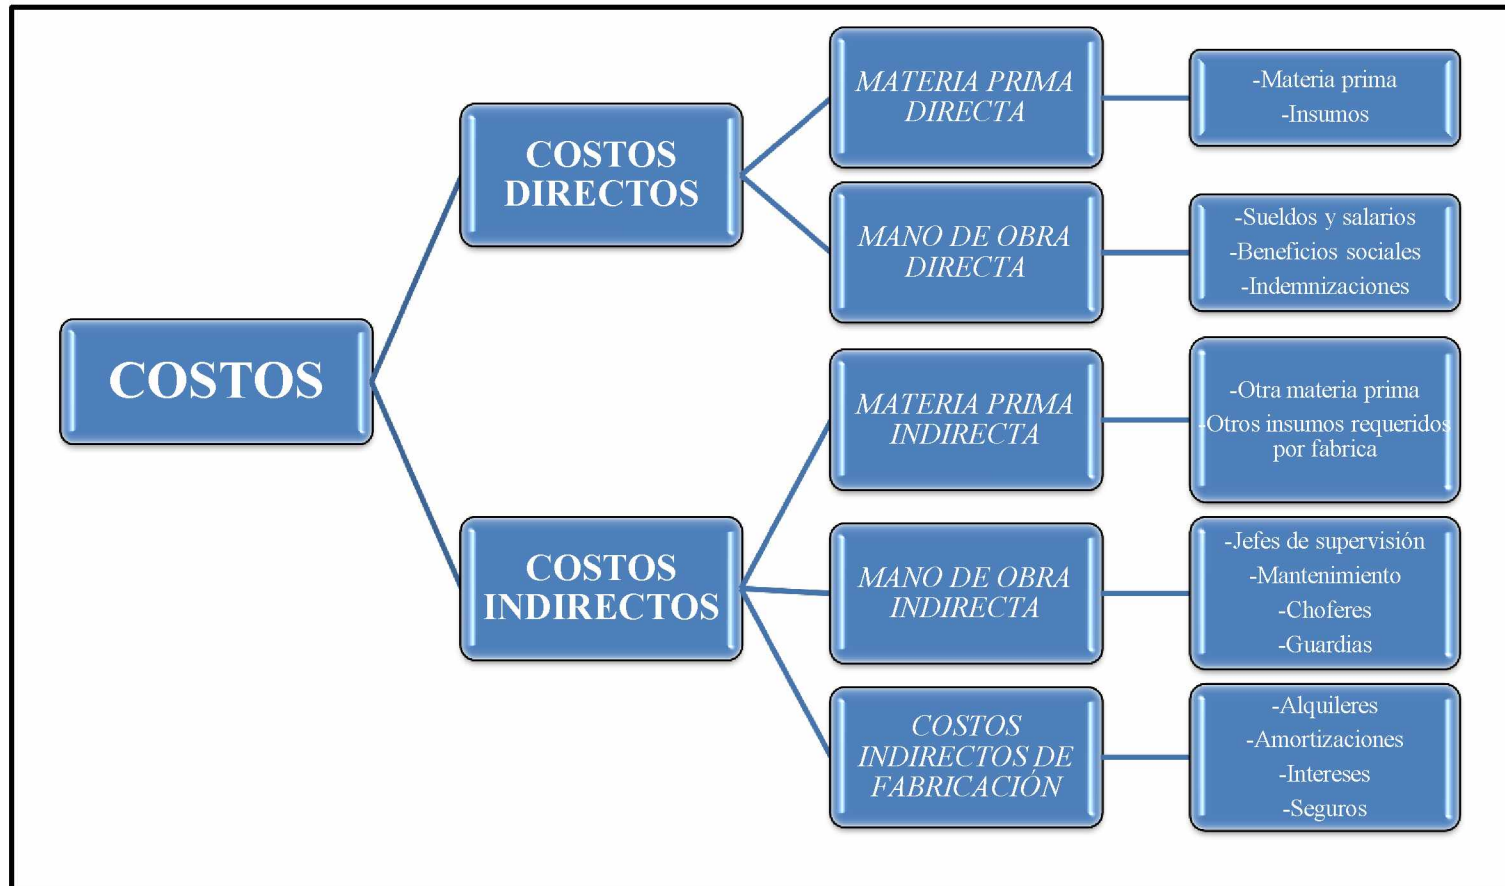 COSTOS
COSTOS
DIRECTOS
MATERIA PRIMA
DIRECTA
-Materia prima
-Insumos
MANO DE OBRA
DIRECTA
-Sueldos y salarios
-Beneficios sociales
-Indemnizaciones
COSTOS
INDIRECTOS
MATERIA PRIMA
INDIRECTA
-Otra materia prima
-Otros insumos requeridos
por fabrica
MANO DE OBRA
INDIRECTA
-Jefes de supervisión
-Mantenimiento
-Choferes
-Guardias
COSTOS
INDIRECTOS DE
FABRICACIÓN
-Alquileres
-Amortizaciones
-Intereses
-Seguros